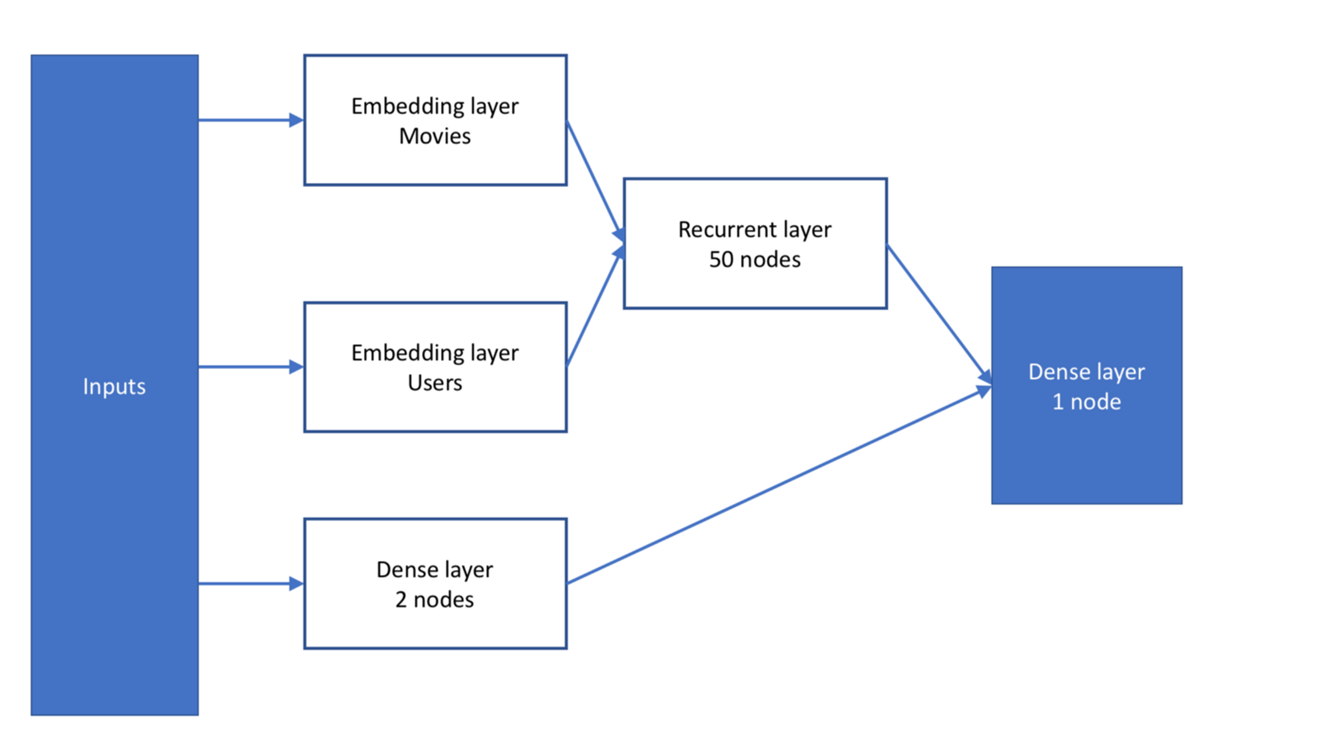 Inputs
Embedding layer
Movies
Embedding layer
Users
Dense layer
2 nodes
Recurrent layer
50 nodes
Dense layer
1 node